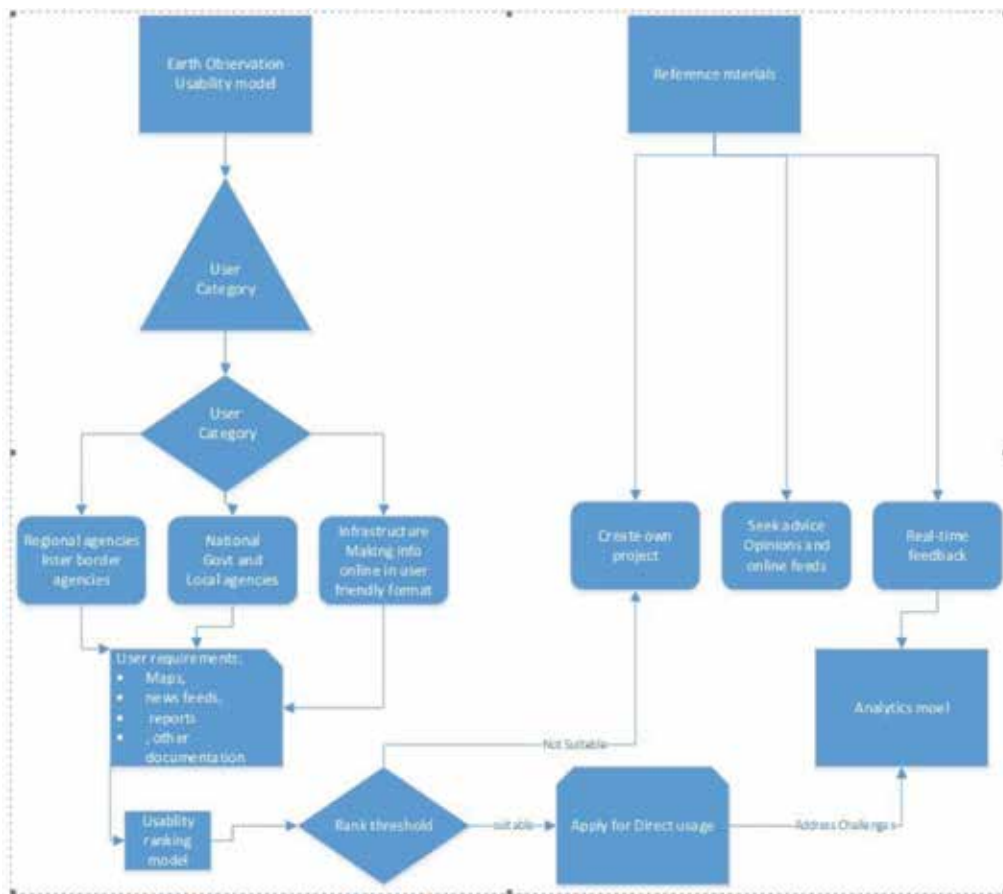 Earth Observation
Usability model
User
Category
User
Category
Regional agencies
Inter border
agencies
National
Govt and
Local agencies
Infrastructure
Making info
online in user
friendly format
User requirements,
• Maps,
• news feeds,
• reports
• , other
documentation
Usablity
ranking
model
Rank threshold
suitable
Not Suitable
Apply for Direct usage
Address Challenges
Reference mterials
Create own
project
Seek advice
Opinions and
online feeds
Real-time
feedback
Analytics moel